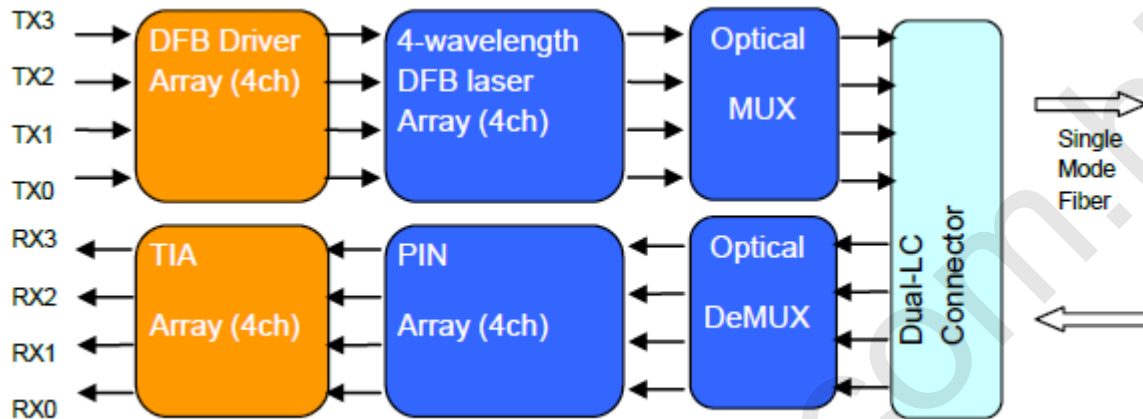 TX3
TX2
TX1
TX0
DFB Driver
Array (4ch)
4-wavelength
DFB laser
Array (4ch)
Optical
MUX
Single
Mode
Fiber
RX3
RX2
RX1
RX0
TIA
Array (4ch)
PIN
Array (4ch)
Optical
DeMUX
Dual-LC
Connector